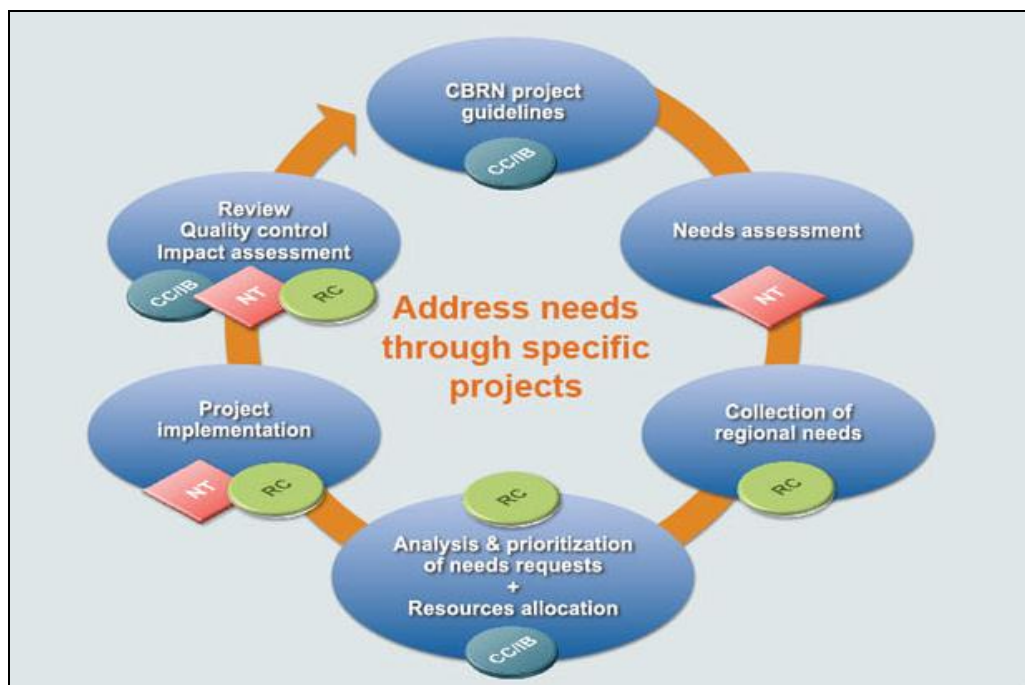 CBRN project
guidelines
CC/IB
Needs assessment
NT
Collection of
regional needs
RC
RC
Analysis & prioritization
of needs requests
+
Resources allocation
CC/IB
Project
implementation
NT
RC
Review
Quality control
Impact assessment
CC/IB
NT
RC
Address needs
through specific
projects